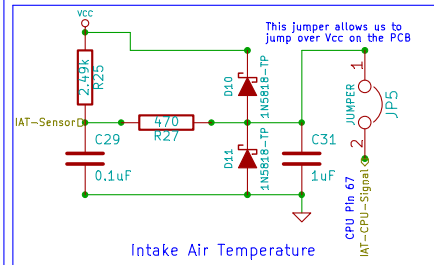 vcc
This jumper allows us to
jump over Vcc on the PCB
2.49k
R25
D10
1N5818-TP
1
JUMPER
JP5
IAT-Sensor
470
R27
C29
0.1uF
D11
1N5818-TP
C31
1uF
2
CPU Pin 67
IAT-CPU-Signal
Intake Air Temperature